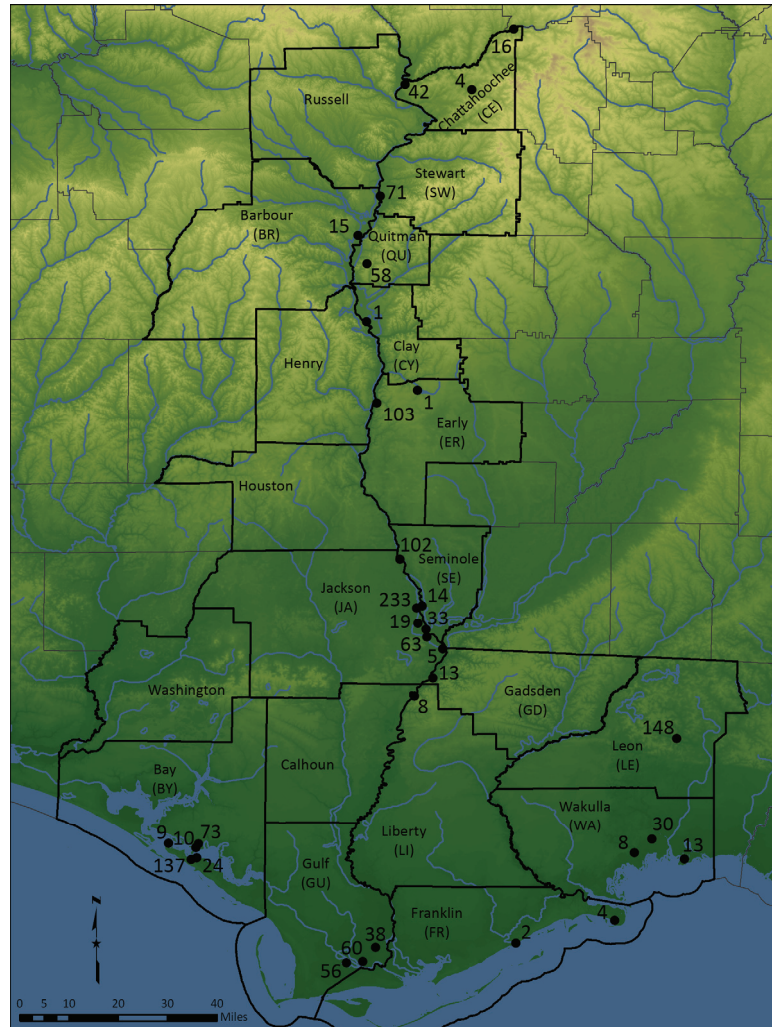 16
42
4
Chattahoochee
(CE)
Russell
Stewart
(SW)
71
Barbour
(BR)
15
Quitman
(QU)
58
1
Clay
(CY)
Henry
1
103
Early
(ER)
Houston
102
Seminole
(SE)
Jackson
(JA)
14
233
33
19
63
5
13
8
Gadsden
(GD)
Washington
148
Leon
(LE)
Calhoun
Bay
(BY)
Wakulla
(WA)
Liberty
(LI)
30
8
13
9
10
73
137
24
Gulf
(GU)
Franklin
(FR)
4
2
38
60
56
N
0 5 10 20 30 40
Miles